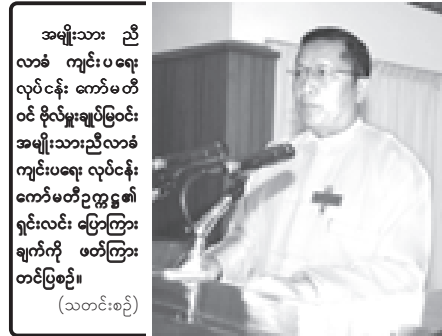 အမျိုးသား ညီ
လာခံ ကျင်းပရေး
လုပ်ငန်း ကော်မတီ
ဝင် ဗိုလ်မှူးချုပ်မြဝင်း
အမျိုးသားညီလာခံ
ကျင်းပရေး လုပ်ငန်း
ကော်မတီဥက္ကဋ္ဌ၏
ရှင်းလင်း ပြောကြား
ချက်ကို ဖတ်ကြား
တင်ပြစဉ်။
(သတင်းစဉ်)